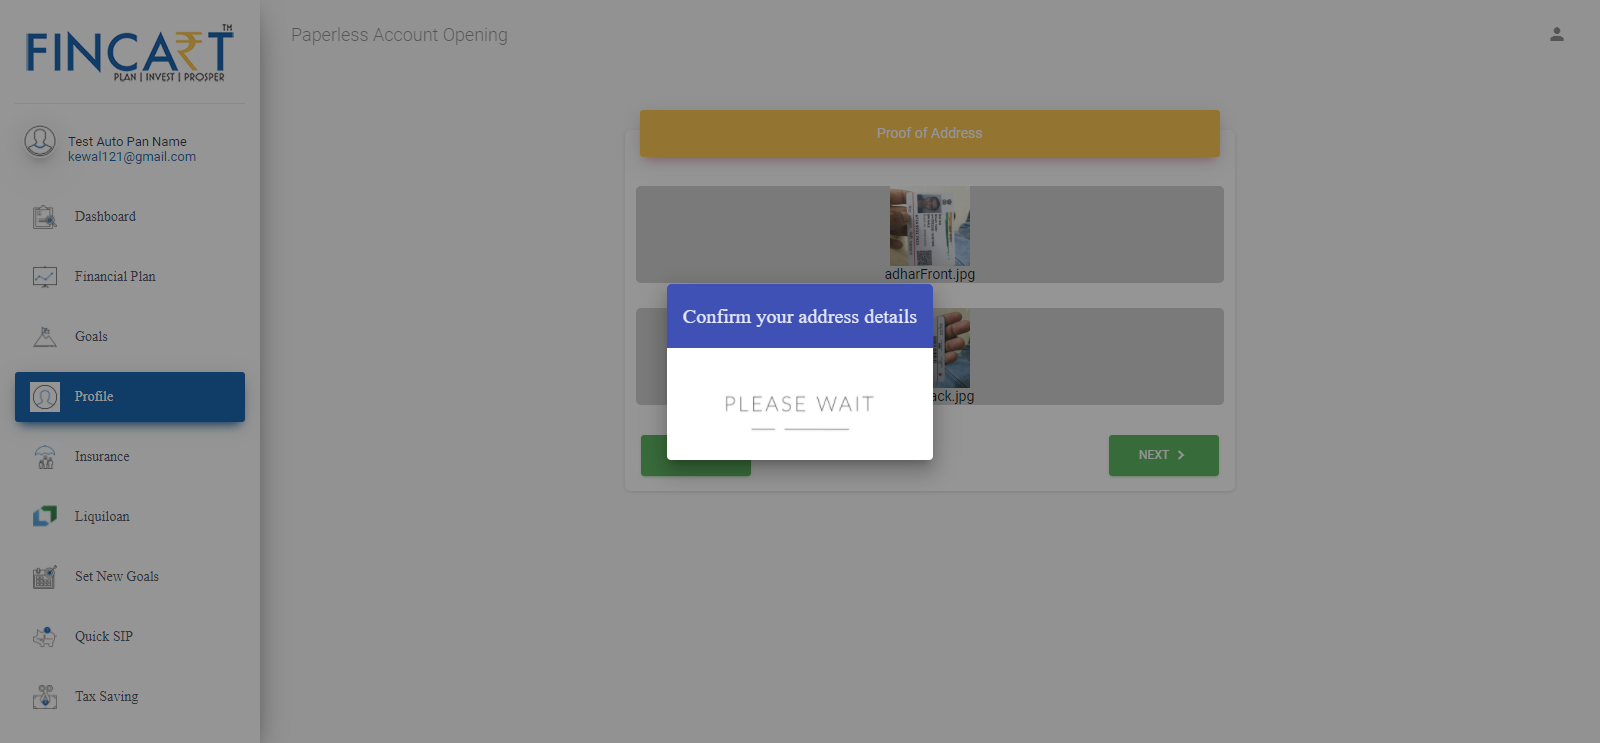 FINCART
TM
PLAN | INVEST | PROSPER
Paperless Account Opening
Test Auto Pan Name
kewal121@gmail.com
Dashboard
Financial Plan
Goals
Profile
Insurance
Liquiloan
Set New Goals
Quick SIP
Tax Saving
Proof of Address
adharFront.jpg
ack.jpg
Confirm your address details
PLEASE WAIT
NEXT